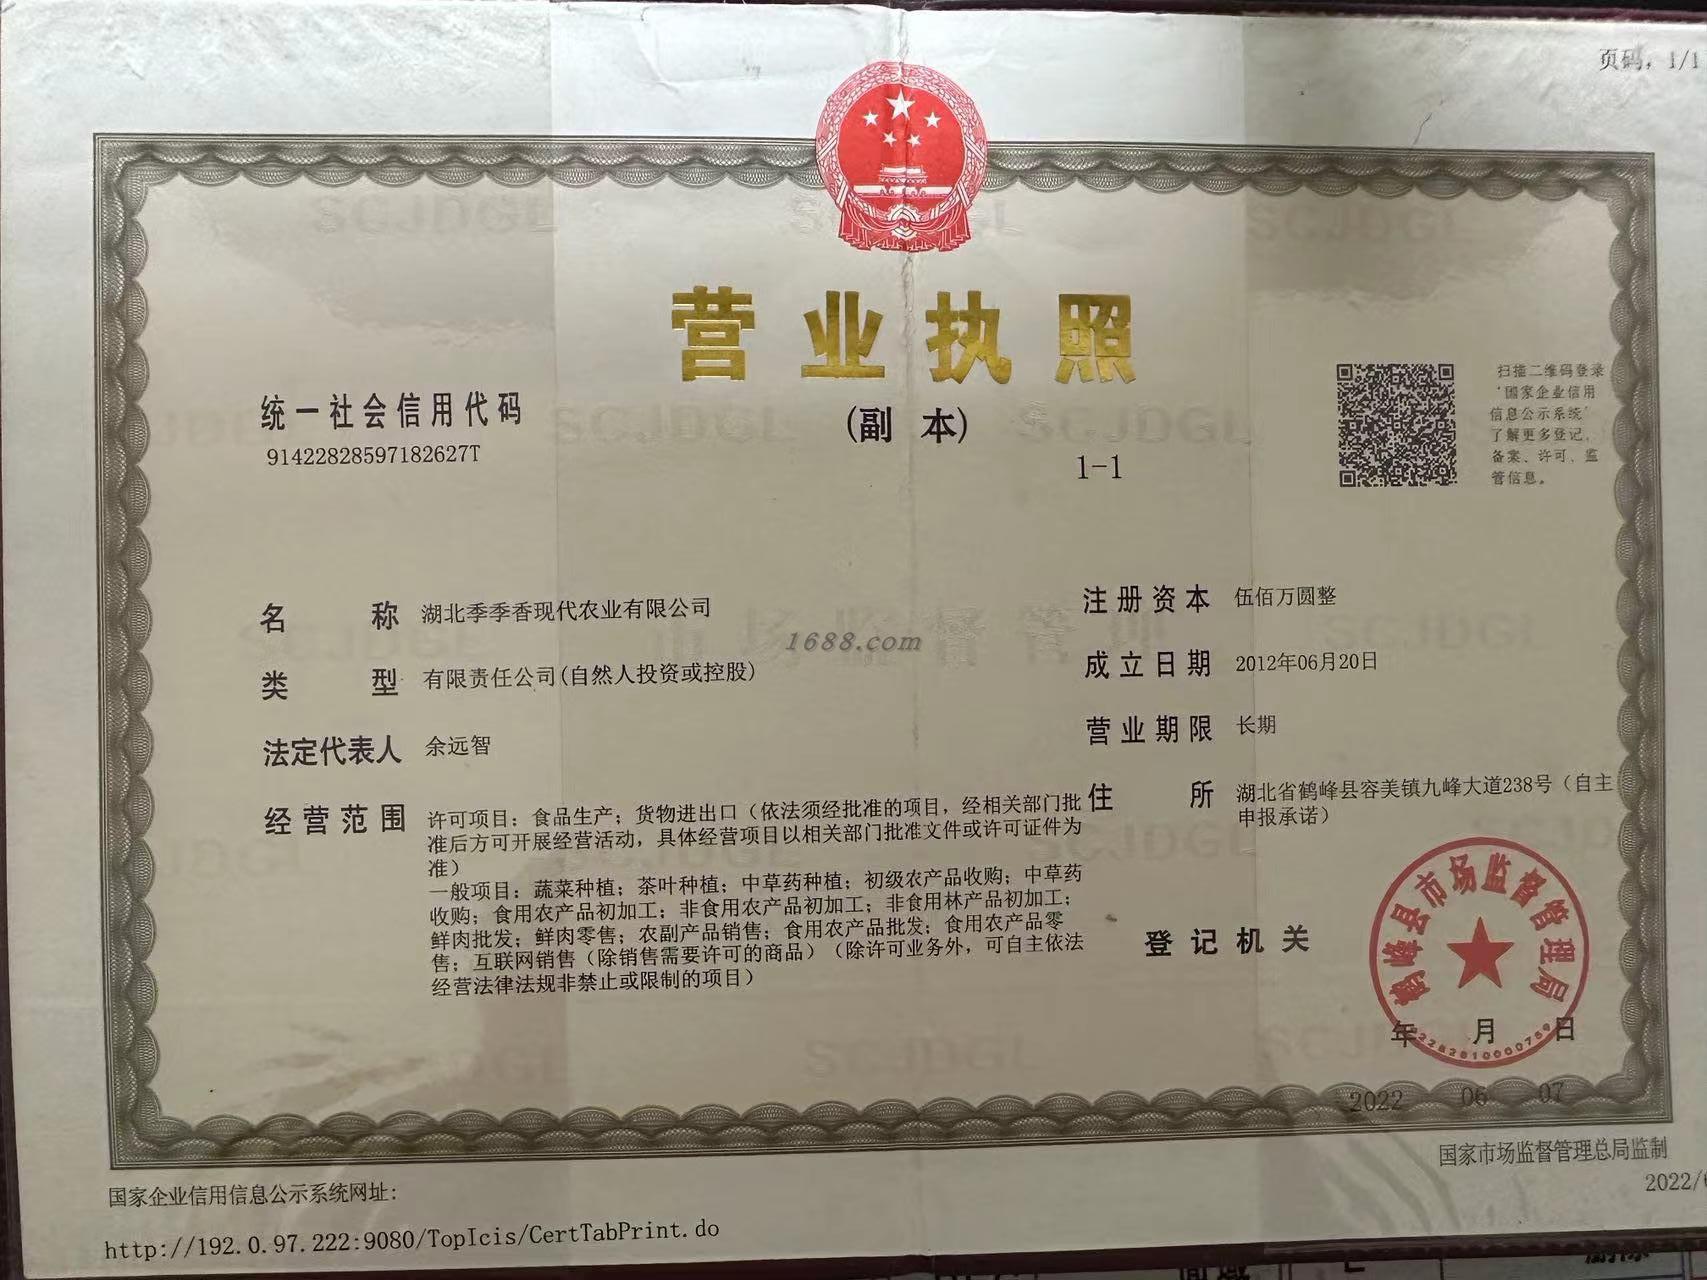 页码, 1/1
营业执照
(副 本)
1-1
统一社会信用代码
91422828597182627T
扫描二维码登录
‘国家企业信用
信息公示系统’
了解更多登记、
备案、许可、监
管信息。
名 称 湖北季季香现代农业有限公司
类 型 有限责任公司(自然人投资或控股)
法定代表人 余远智
经营范围 许可项目：食品生产；货物进出口（依法须经批准的项目，经相关部门批
准后方可开展经营活动，具体经营项目以相关部门批准文件或许可证件为
准）
一般项目：蔬菜种植；茶叶种植；中草药种植；初级农产品收购；中草药
收购；食用农产品初加工；非食用农产品初加工；非食用林产品初加工；
鲜肉批发；鲜肉零售；农副产品销售；食用农产品批发；食用农产品零
售；互联网销售（除销售需要许可的商品）（除许可业务外，可自主依法
经营法律法规非禁止或限制的项目）
注册资本 伍佰万圆整
成立日期 2012年06月20日
营业期限 长期
住 所 湖北省鹤峰县容美镇九峰大道238号（自主
申报承诺）
登记机关
鹤峰县市场监督管理局
年 月 日
2022 06 07
1688.com
国家企业信用信息公示系统网址:
http://192.0.97.222:9080/TopIcis/CertTabPrint.do
国家市场监督管理总局监制